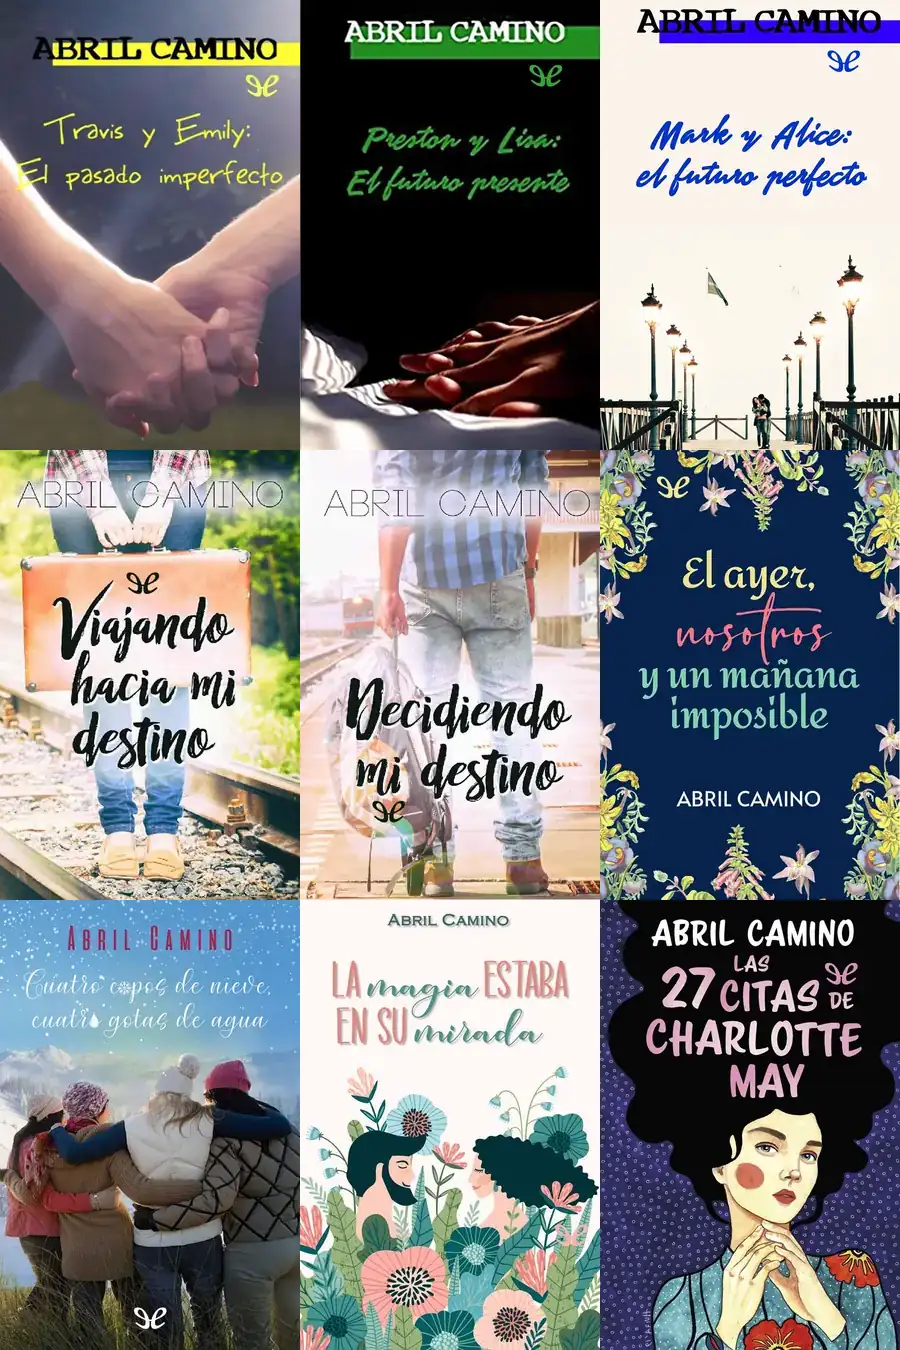 ABRIL CAMINO
Travis y Emily:
El pasado imperfecto
ABRIL CAMINO
Preston y Lisa:
El futuro presente
ABRIL CAMINO
Mark y Alice:
el futuro perfecto
ABRIL CAMINO
Viajando
hacia mi
destino
ABRIL CAMINO
Decidiendo
mi destino
El ayer,
nosotros
y un mañana
imposible
ABRIL CAMINO
ABRIL CAMINO
Cuatro copos de nieve,
cuatro gotas de agua
ABRIL CAMINO
LA magia ESTABA
EN SU mirada
ABRIL CAMINO
LAS
27 CITAS DE
CHARLOTTE
MAY